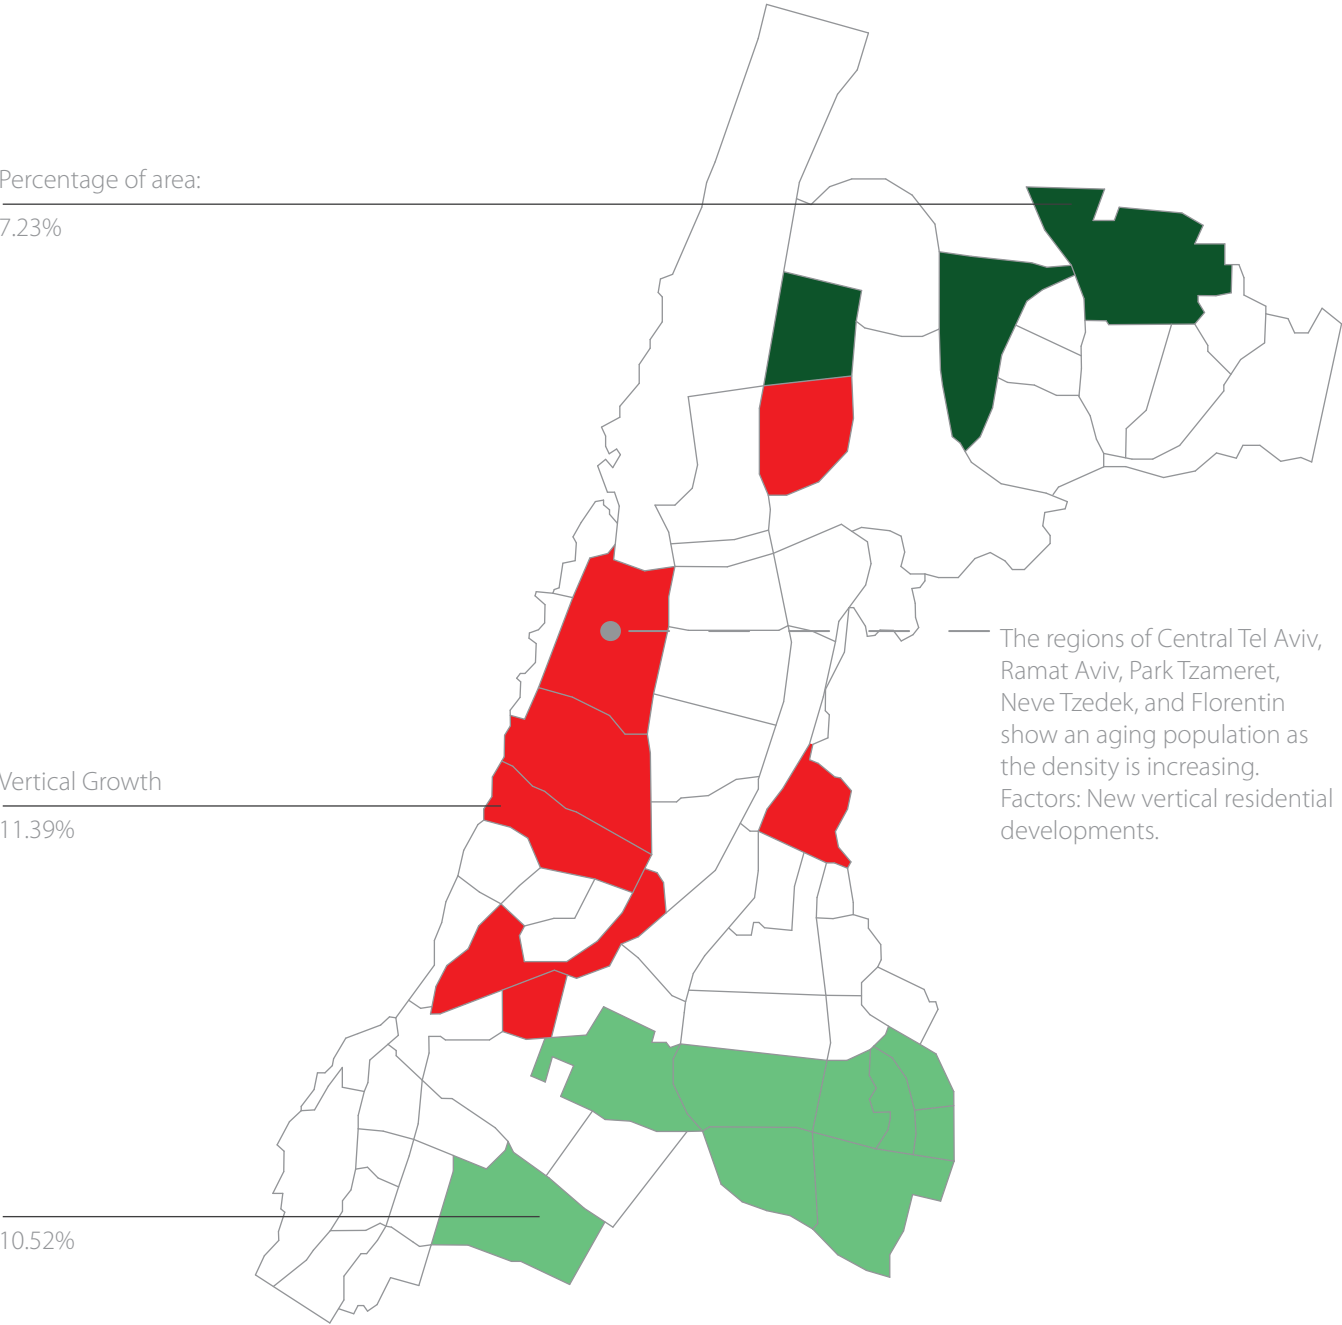 Percentage of area:
7.23%
The regions of Central Tel Aviv,
Ramat Aviv, Park Tzameret,
Neve Tzedek, and Florentin
show an aging population as
the density is increasing.
Factors: New vertical residential
developments.
Vertical Growth
11.39%
10.52%